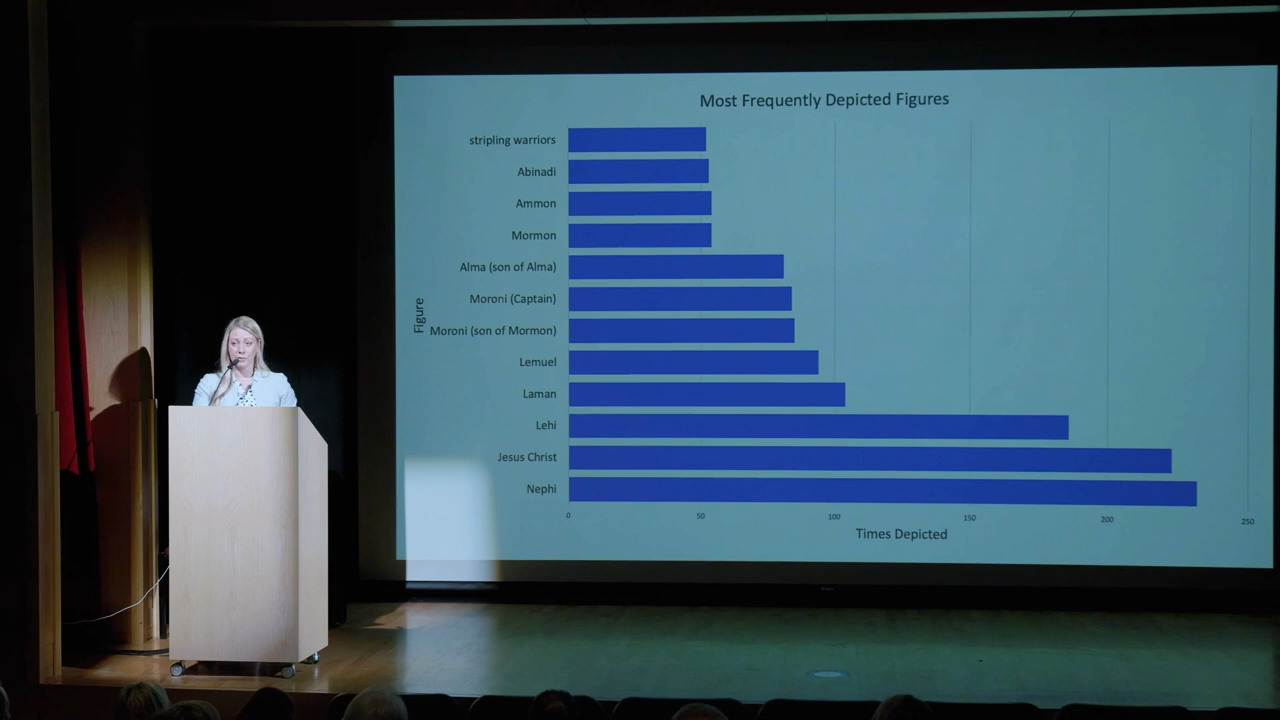 Most Frequently Depicted Figures
stripling warriors
Abinadi
Ammon
Mormon
Alma (son of Alma)
Moroni (Captain)
Figure
Moroni (son of Mormon)
Lemuel
Laman
Lehi
Jesus Christ
Nephi
0 50 100 150 200 250
Times Depicted